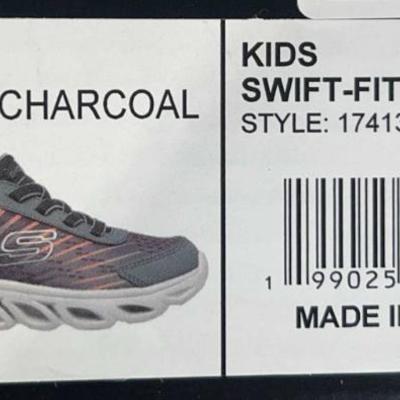 CHARCOAL
S
KIDS
SWIFT-FIT
STYLE: 17413
1 99025
MADE I